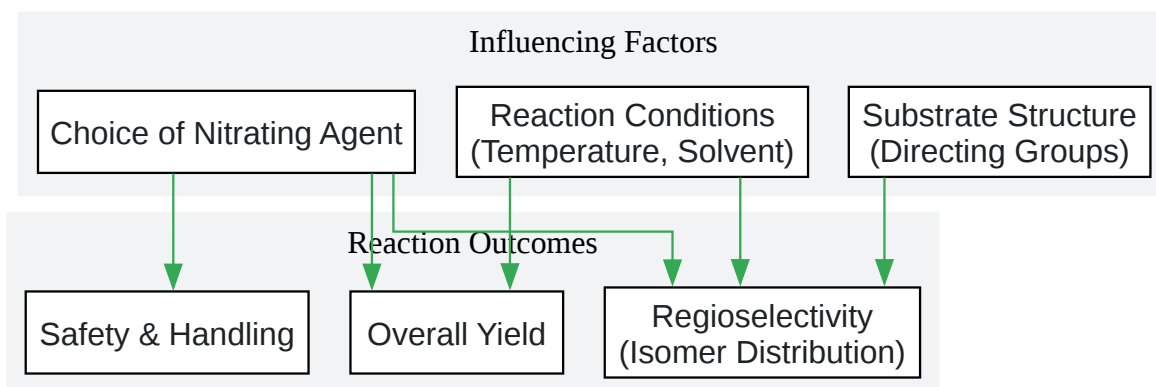 Influencing Factors
Choice of Nitrating Agent
Reaction Conditions
(Temperature, Solvent)
Substrate Structure
(Directing Groups)
Reaction Outcomes
Safety & Handling
Overall Yield
Regioselectivity
(Isomer Distribution)